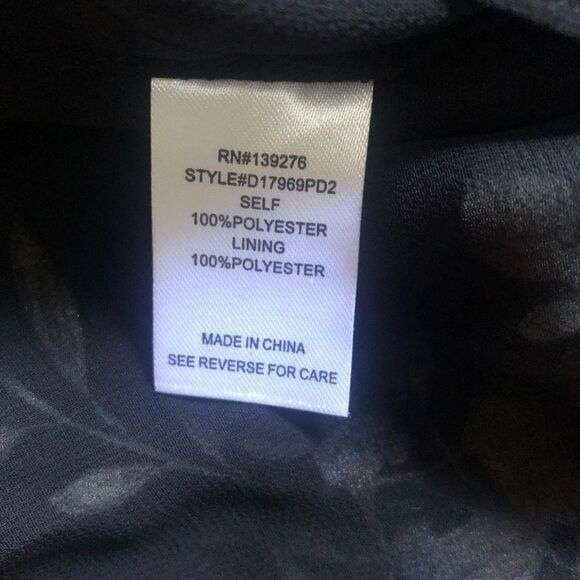 RN#139276
STYLE#D17969PD2
SELF
100%POLYESTER
LINING
100%POLYESTER
MADE IN CHINA
SEE REVERSE FOR CARE